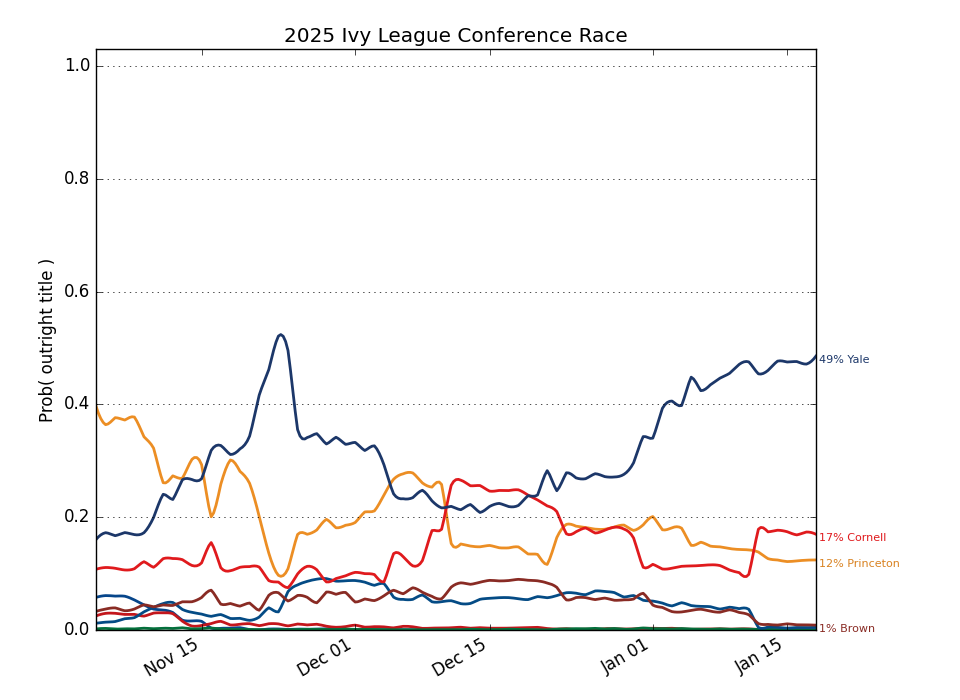 2025 Ivy League Conference Race
Prob( outright title )
1.0
0.8
0.6
0.4
0.2
0.0
49% Yale
17% Cornell
12% Princeton
1% Brown
Nov 15
Dec 01
Dec 15
Jan 01
Jan 15